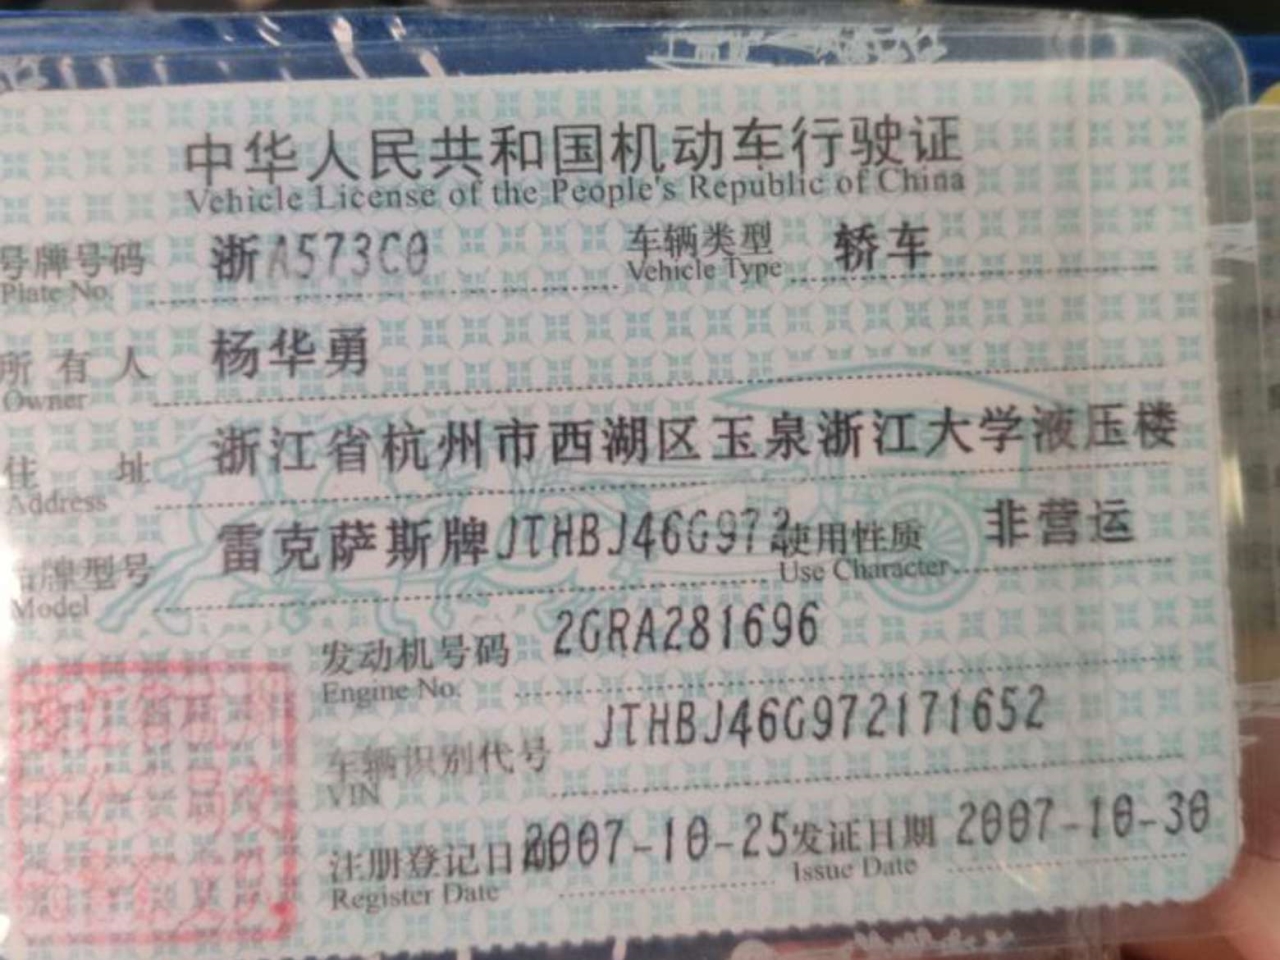 中华人民共和国机动车行驶证
Vehicle License of the People's Republic of China
号牌号码 浙A573C0 车辆类型 轿车
Plate No. Vehicle Type
所有人 杨华勇
Owner
住址 浙江省杭州市西湖区玉泉浙江大学液压楼
Address
牌型号 雷克萨斯牌JTHBJ46G972 使用性质 非营运
Model Use Character
发动机号码 2GRA281696
Engine No.
车辆识别代号 JTHBJ46G972171652
VIN
注册登记日期 2007-10-25 发证日期 2007-10-30
Register Date Issue Date